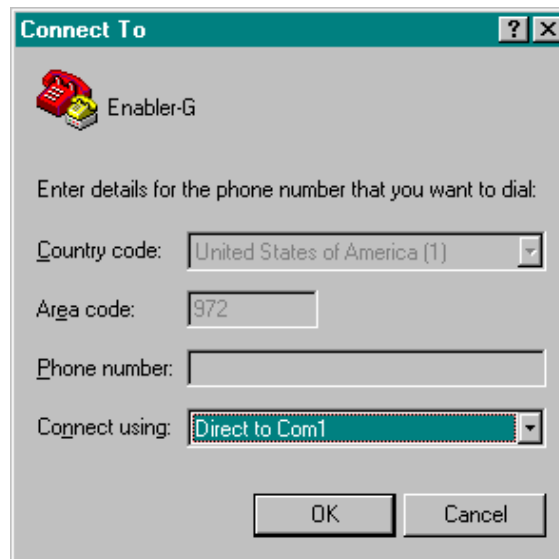 Connect To
Enabler-G
Enter details for the phone number that you want to dial:
Country code: United States of America (1)
Area code: 972
Phone number:
Connect using: Direct to Com1
OK Cancel